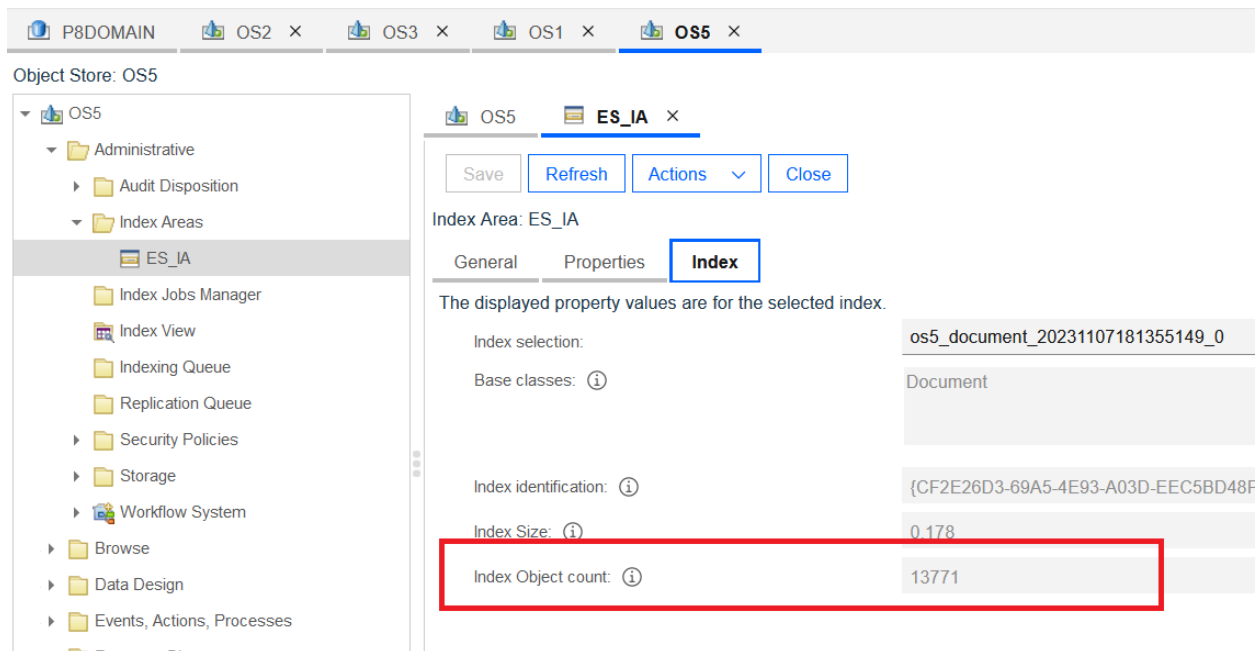 P8DOMAIN OS2 × OS3 × OS1 × OS5 ×
Object Store: OS5
OS5
Administrative
Audit Disposition
Index Areas
ES_IA
Index Jobs Manager
Index View
Indexing Queue
Replication Queue
Security Policies
Storage
Workflow System
Browse
Data Design
Events, Actions, Processes
OS5 ES_IA ×
Save Refresh Actions Close
Index Area: ES_IA
General Properties Index
The displayed property values are for the selected index.
Index selection: os5_document_20231107181355149_0
Base classes: Document
Index identification: {CF2E26D3-69A5-4E93-A03D-EEC5BD48F
Index Size: 0.178
Index Object count: 13771